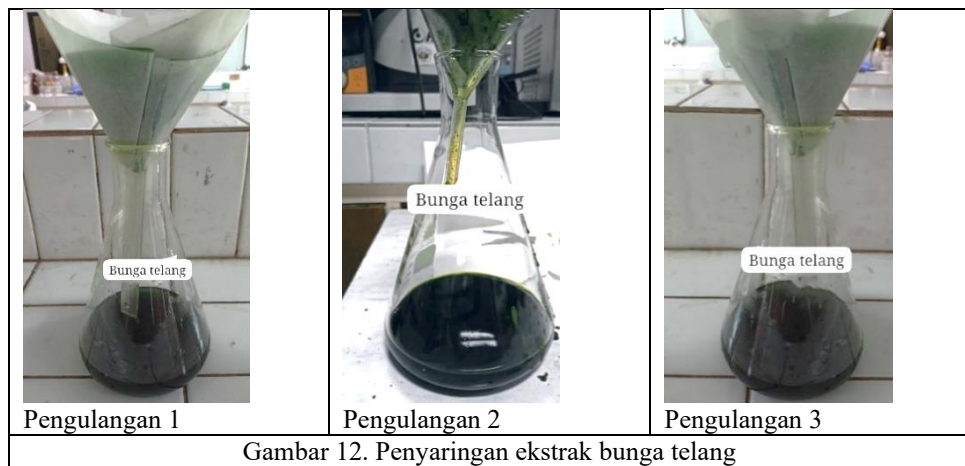 Bunga telang
Bunga telang
Bunga telang
Pengulangan 1
Pengulangan 2
Pengulangan 3
Gambar 12. Penyaringan ekstrak bunga telang